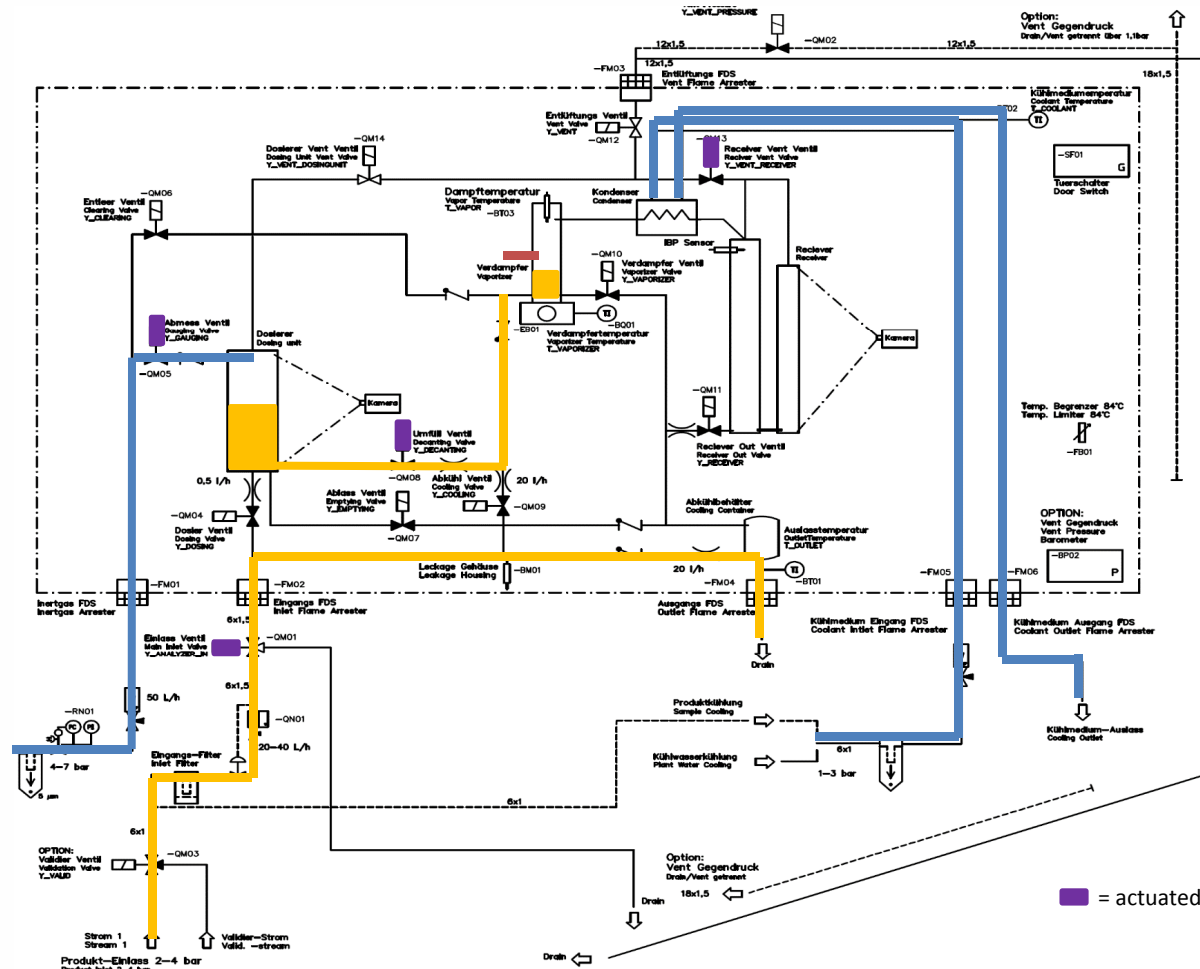 Y_VENT_PRESSURE
-QM02
Option:
Vent Gegendruck
Drain/Vent getrennt über 1,1bar
12x1,5
12x1,5
12x1,5
18x1,5
-FM03
Entlüftungs FDS
Vent Flame Arrester
Kühlmediumtemperatur
Coolant Temperature
T_COOLANT
TI
Entlüftungs Ventil
Vent Valve
Y_VENT
-QM12
-QM14
Dosierer Vent Ventil
Dosing Unit Vent Valve
Y_VENT_DOSINGUNIT
Receiver Vent Ventil
Reciver Vent Valve
Y_VENT_RECEIVER
-SF01
G
Tuerschalter
Door Switch
-QM06
Entleer Ventil
Clearing Valve
Y_CLEARING
Dampftemperatur
Vapor Temperature
T_VAPOR
-BT03
Kondenser
Condenser
IBP Sensor
Reciever
Receiver
Verdampfer
Vaporizer
-QM10
Verdampfer Ventil
Vaporizer Valve
Y_VAPORIZER
TI
-BQ01
-EB01
Verdampfertemperatur
Vaporizer Temperature
T_VAPORIZER
Abmess Ventil
Gauging Valve
Y_GAUGING
-QM05
Dosierer
Dosing unit
Kamera
Kamera
-QM11
Reciever Out Ventil
Receiver Out Valve
Y_RECEIVER
Temp. Begrenzer 84°C
Temp. Limiter 84°C
-FB01
Umfüll Ventil
Decanting Valve
Y_DECANTING
-QM08
0,5 l/h
Abkühl Ventil
Cooling Valve
Y_COOLING
20 l/h
-QM09
Ablass Ventil
Emptying Valve
Y_EMPTYING
-QM07
-QM04
Dosier Ventil
Dosing Valve
Y_DOSING
Abkühlbehälter
Cooling Container
Auslasstemperatur
OutletTemperature
T_OUTLET
TI
-BT01
20 l/h
OPTION:
Vent Gegendruck
Vent Pressure
Barometer
-BP02
P
Leckage Gehäuse
Leakage Housing
-BM01
-FM01
Inertgas FDS
Inertgas Arrester
-FM02
Eingangs FDS
Inlet Flame Arrester
6x1,5
-FM04
Ausgangs FDS
Outlet Flame Arrester
Drain
-FM05
Kühlmedium Eingang FDS
Coolant Intlet Flame Arrester
-FM06
Kühlmedium Ausgang FDS
Coolant Outlet Flame Arrester
Einlass Ventil
Main Inlet Valve
Y_ANALYZER_IN
-QM01
6x1,5
50 L/h
-RN01
FC
PI
4-7 bar
5 µm
-QN01
20-40 L/h
Eingangs-Filter
Inlet Filter
Produktkühlung
Sample Cooling
Kühlwasserkühlung
Plant Water Cooling
6x1
1-3 bar
Kühlmedium-Auslass
Cooling Outlet
6x1
6x1
OPTION:
Validier Ventil
Validation Valve
Y_VALID
-QM03
Option:
Vent Gegendruck
Drain/Vent getrennt
18x1,5
= actuated
Drain
Strom 1
Stream 1
Validier-Strom
Valid. -stream
Produkt-Einlass 2-4 bar
Drain